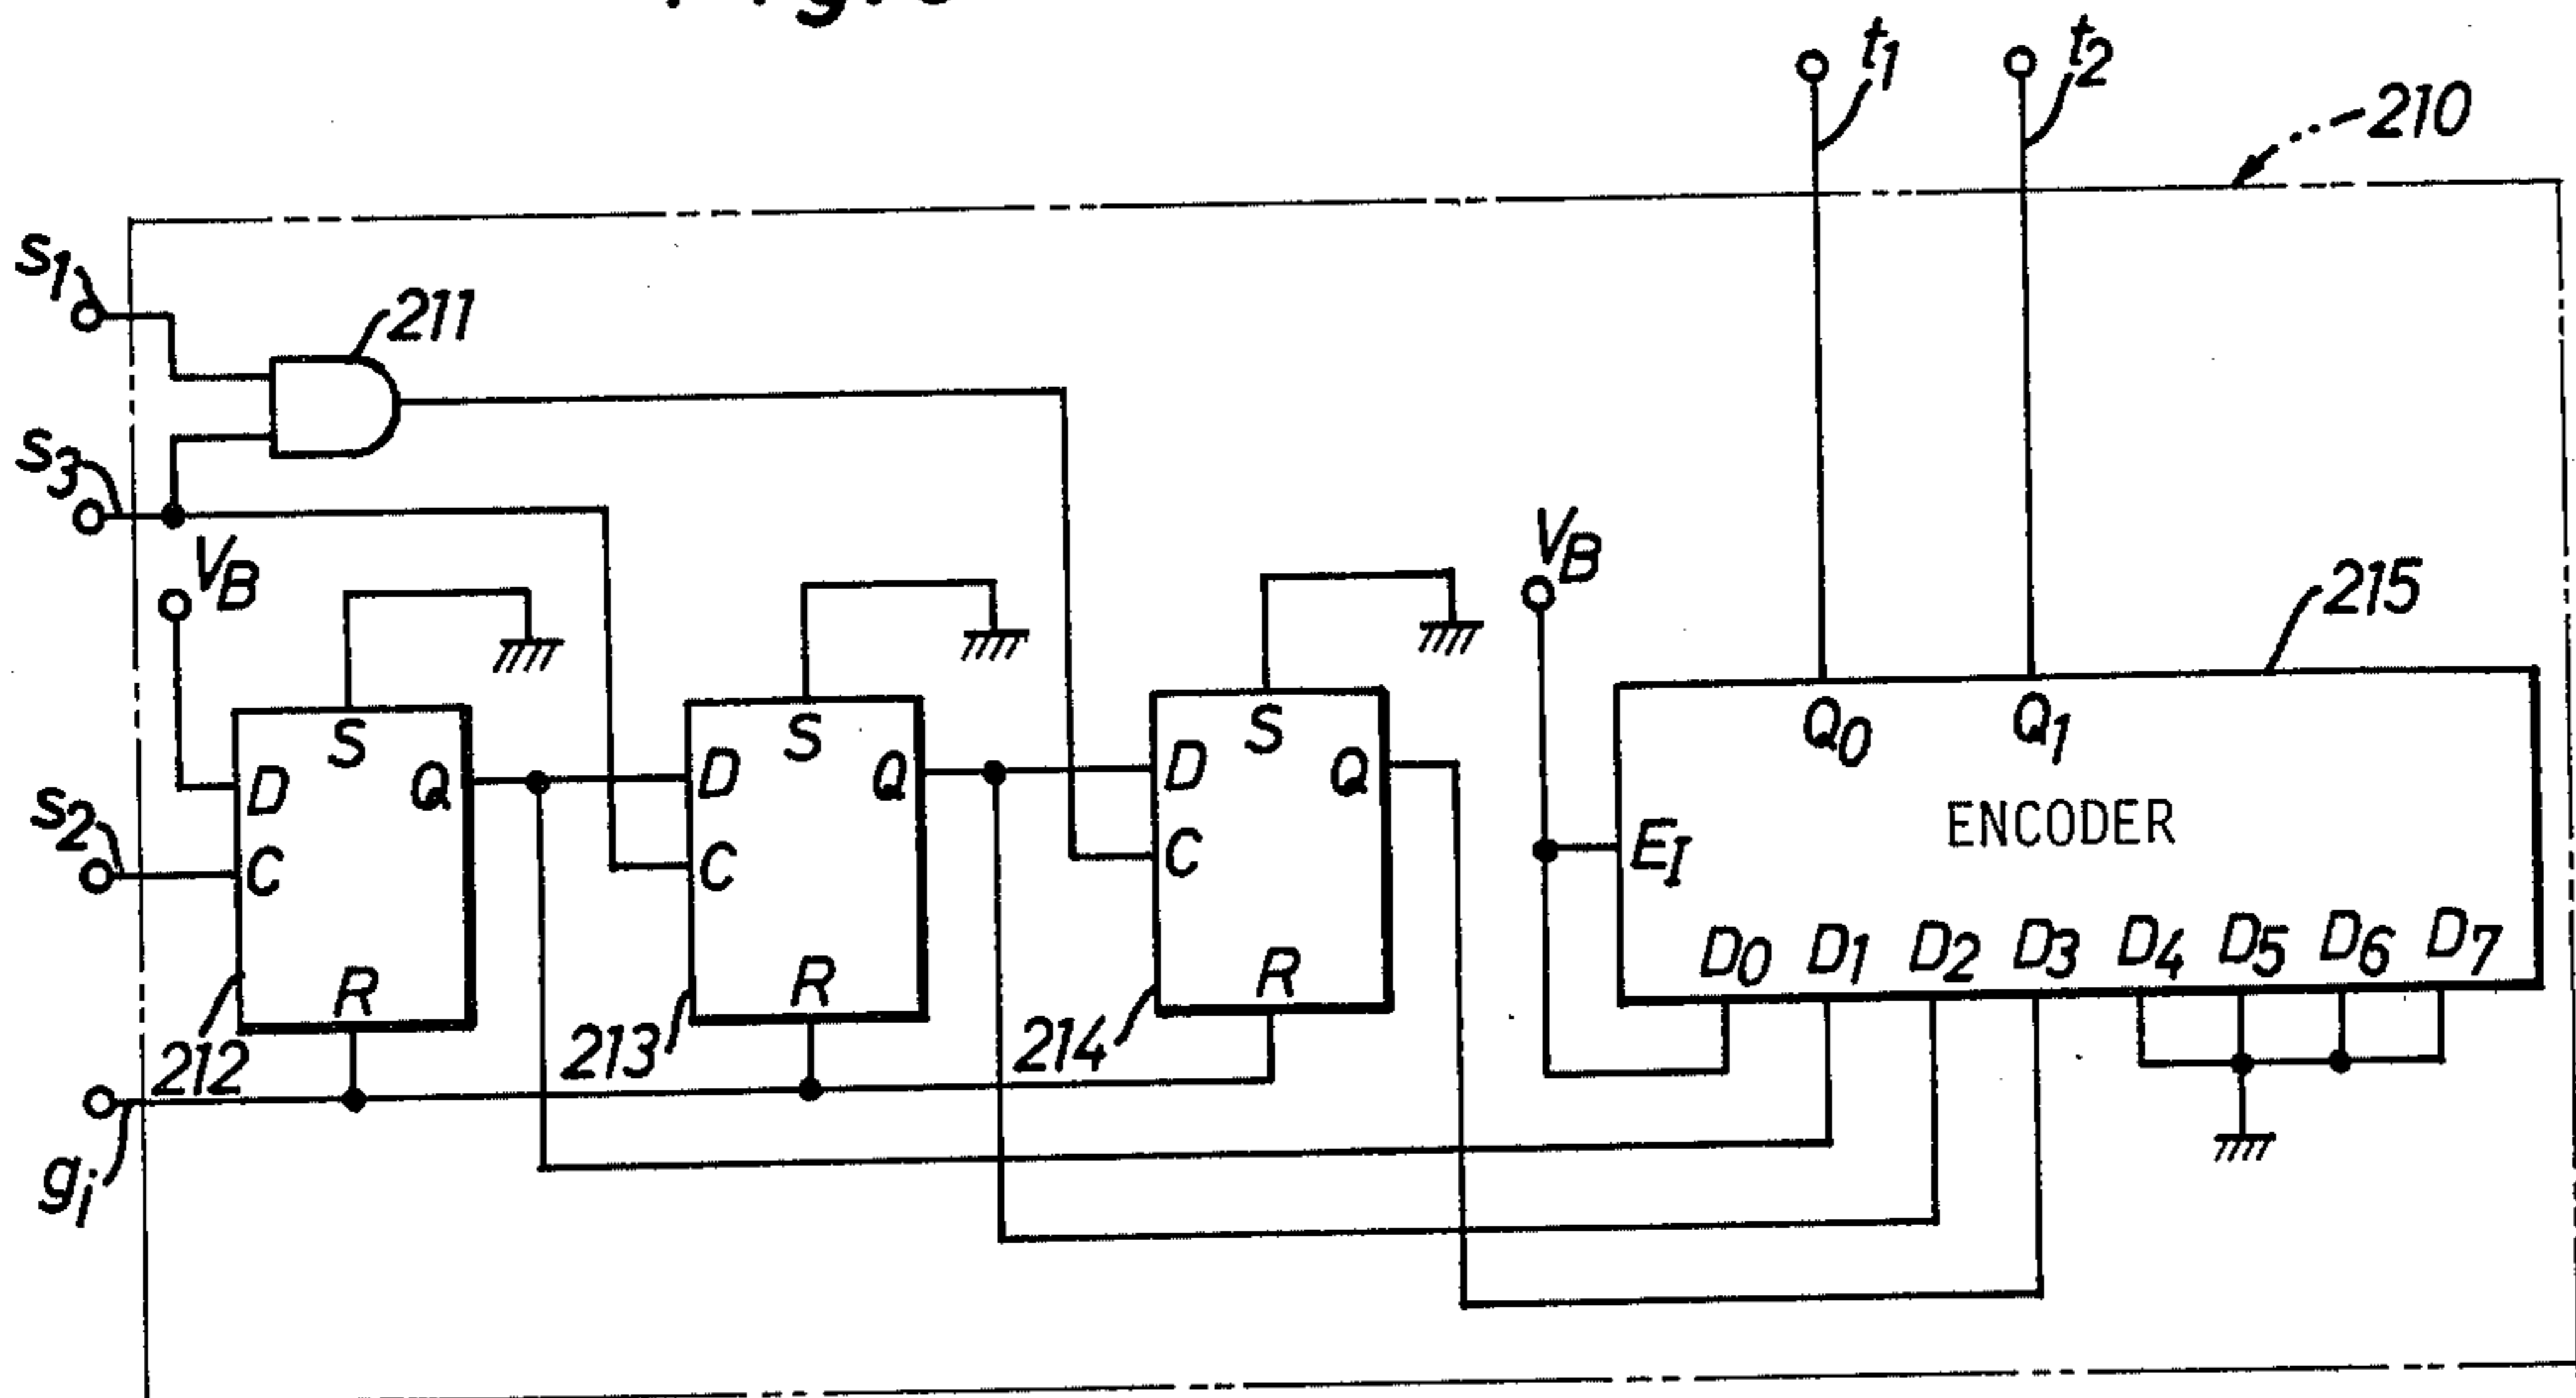 t1
t2
210
s1
211
s3
VB
VB
215
S
S
S
Q0
Q1
D
Q
D
Q
D
Q
s2
C
C
C
EI
ENCODER
D0 D1 D2 D3 D4 D5 D6 D7
R
R
R
212
213
214
gi